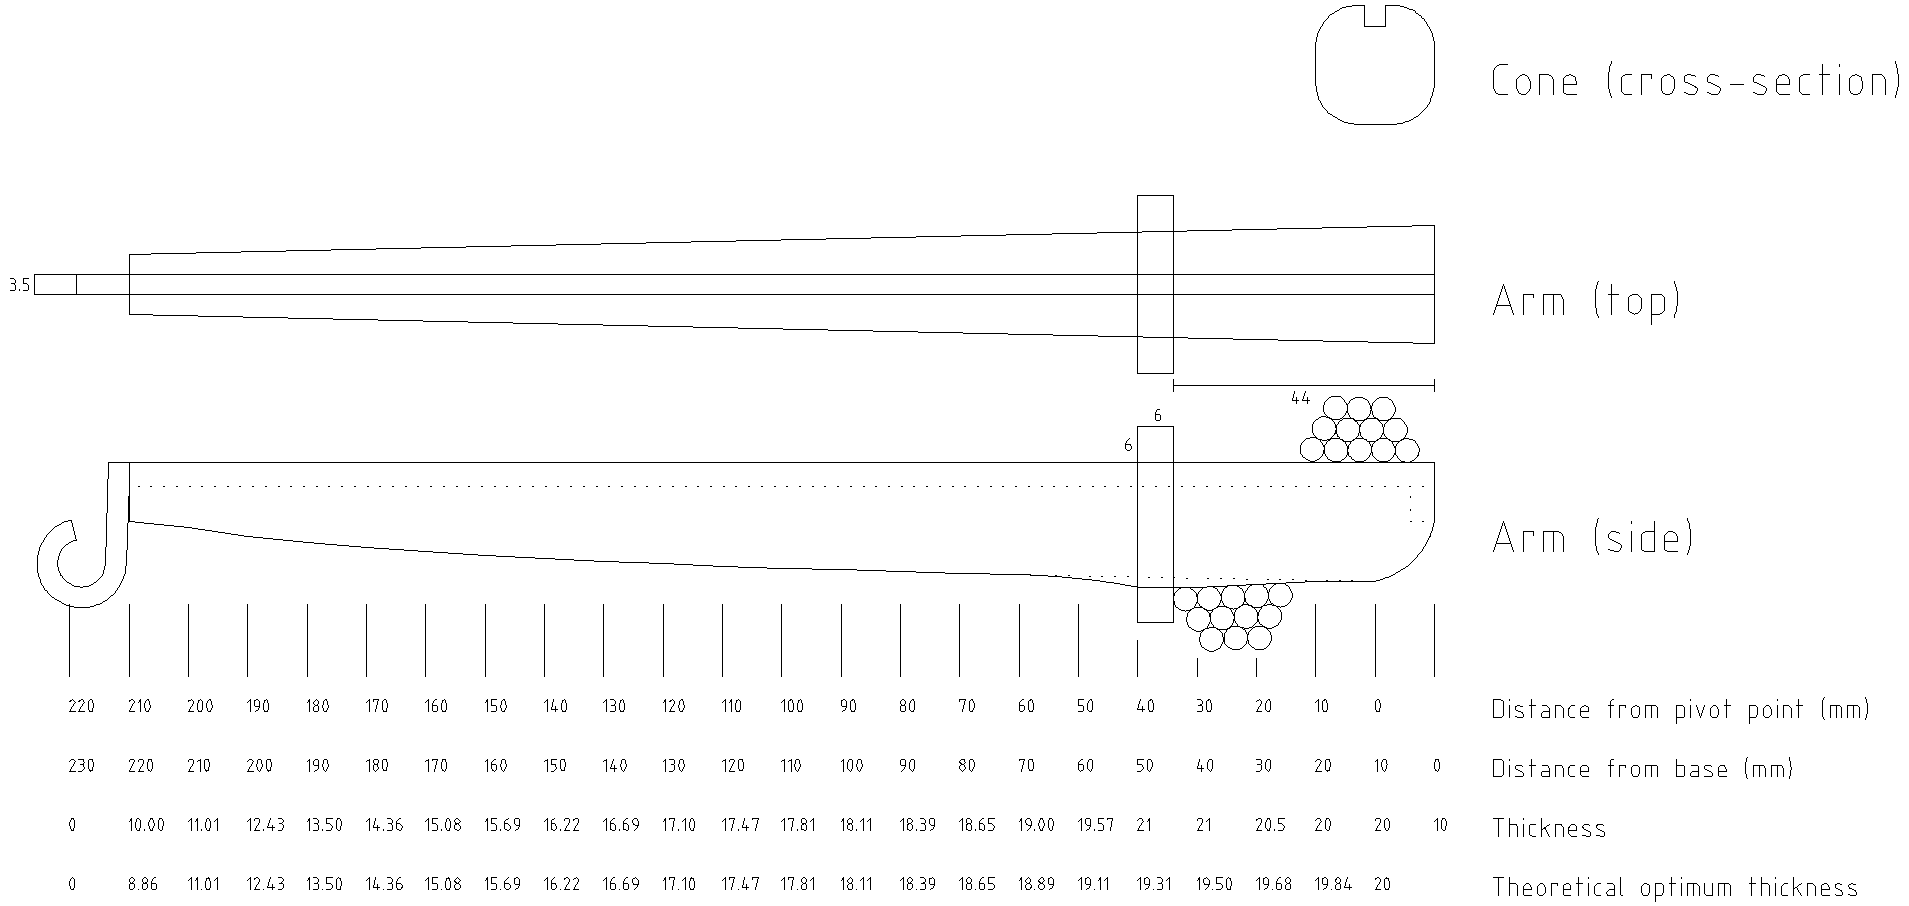 Cone (cross-section)
3.5
Arm (top)
44
6
6
Arm (side)
220 210 200 190 180 170 160 150 140 130 120 110 100 90 80 70 60 50 40 30 20 10 0 Distance from pivot point (mm)
230 220 210 200 190 180 170 160 150 140 130 120 110 100 90 80 70 60 50 40 30 20 10 0 Distance from base (mm)
0 10.00 11.01 12.43 13.50 14.36 15.08 15.69 16.22 16.69 17.10 17.47 17.81 18.11 18.39 18.65 19.00 19.57 21 21 20.5 20 20 10 Thickness
0 8.86 11.01 12.43 13.50 14.36 15.08 15.69 16.22 16.69 17.10 17.47 17.81 18.11 18.39 18.65 18.89 19.11 19.31 19.50 19.68 19.84 20 Theoretical optimum thickness